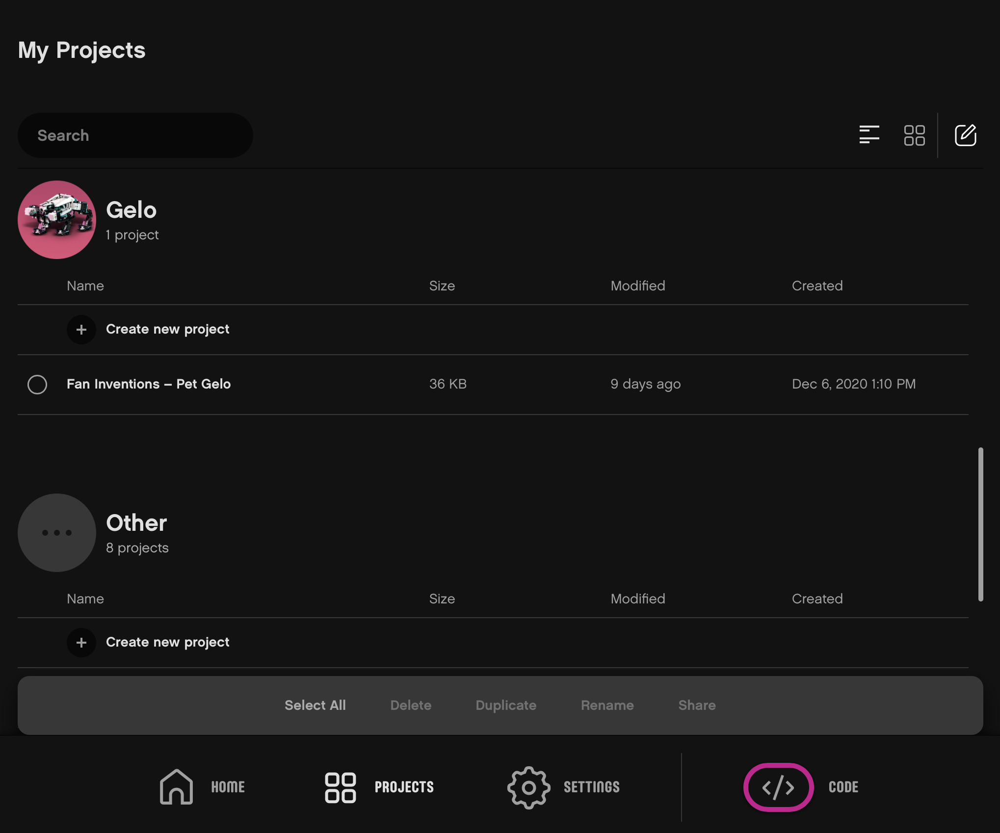 My Projects
Search
Gelo
1 project
Name Size Modified Created
Create new project
Fan Inventions – Pet Gelo 36 KB 9 days ago Dec 6, 2020 1:10 PM
Other
8 projects
Name Size Modified Created
Create new project
Select All Delete Duplicate Rename Share
HOME PROJECTS SETTINGS CODE